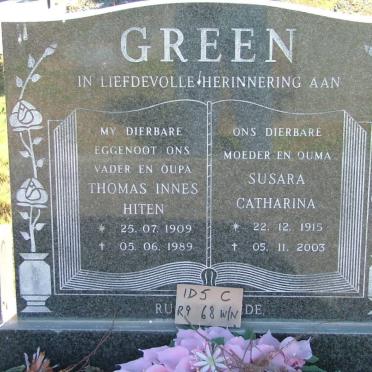 GREEN
IN LIEFDEVOLLE HERINNERING AAN
MY DIERBARE
EGGENOOT ONS
VADER EN OUPA
THOMAS INNES
HITEN
* 25.07.1909
† 05.06.1989
ONS DIERBARE
MOEDER EN OUMA
SUSARA
CATHARINA
* 22.12.1915
† 05.11.2003
IDS C
R9 68 W/N